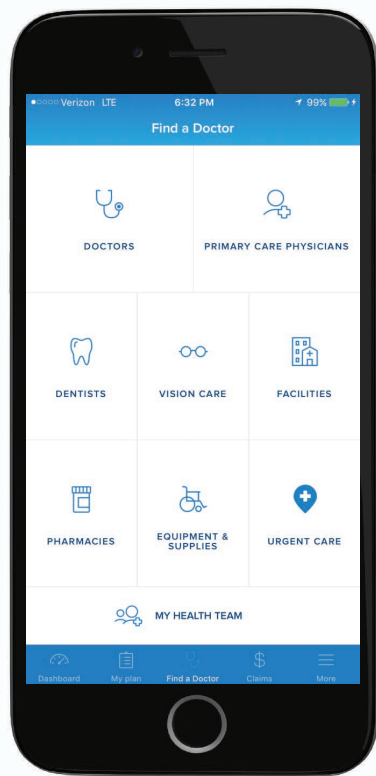 Verizon LTE 6:32 PM 99%
Find a Doctor
DOCTORS PRIMARY CARE PHYSICIANS
DENTISTS VISION CARE FACILITIES
PHARMACIES EQUIPMENT & SUPPLIES URGENT CARE
MY HEALTH TEAM
Dashboard My plan Find a Doctor Claims More